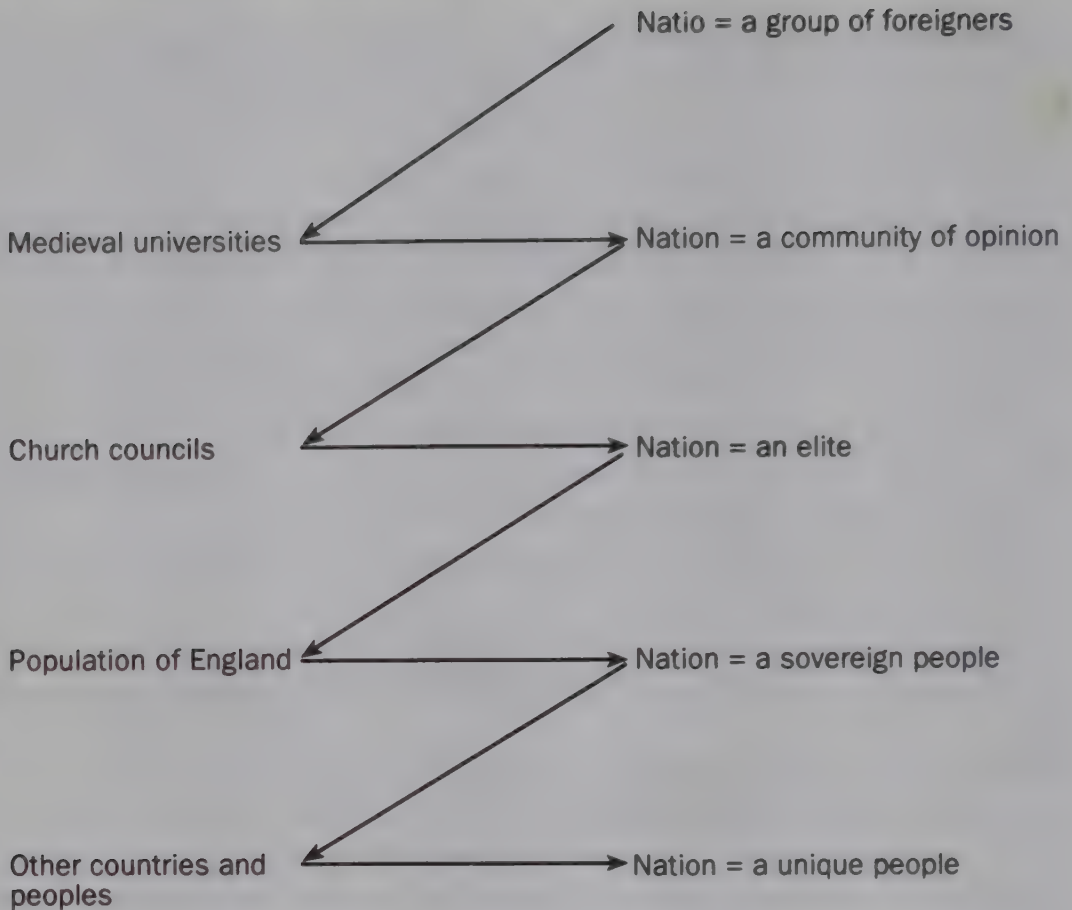 Natio = a group of foreigners
Medieval universities
Nation = a community of opinion
Church councils
Nation = an elite
Population of England
Nation = a sovereign people
Other countries and
peoples
Nation = a unique people